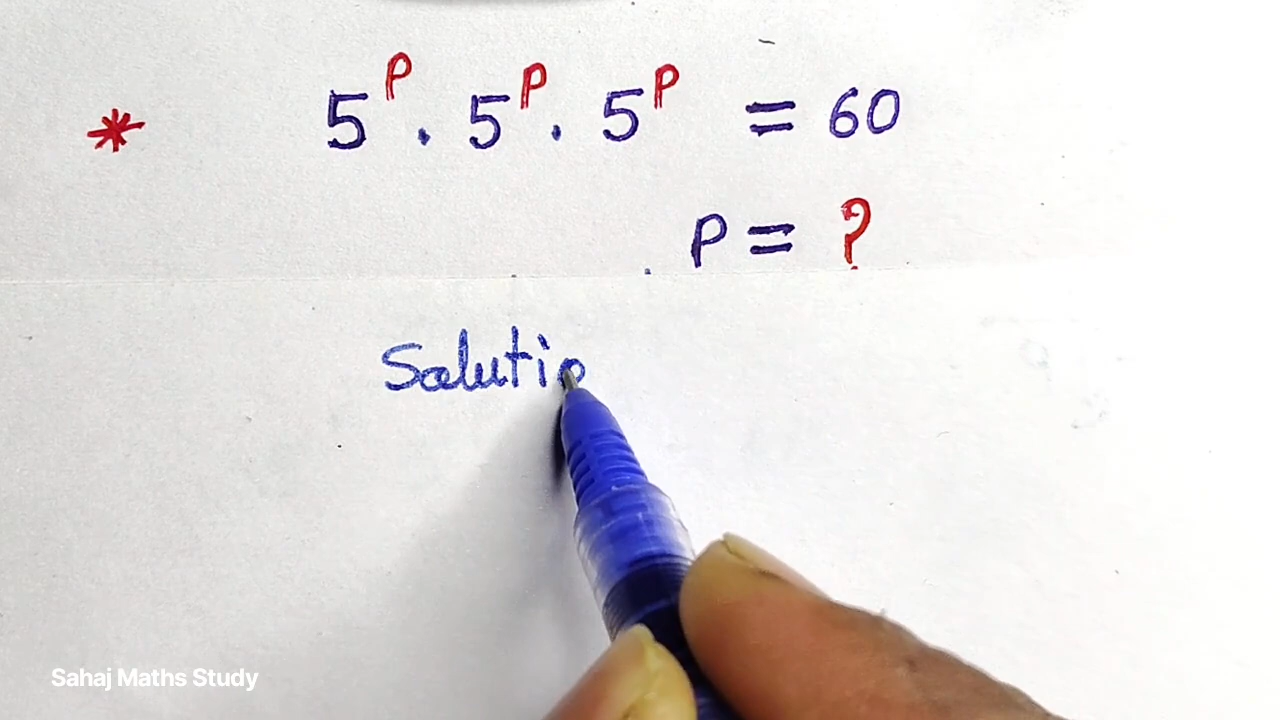 * 5^p . 5^p . 5^p = 60
p = ?
Solutio
Sahaj Maths Study